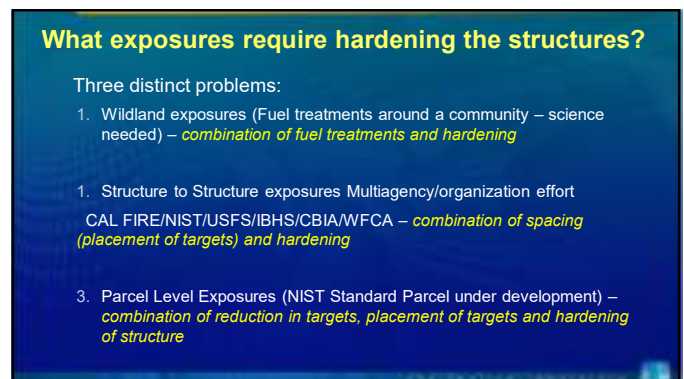 What exposures require hardening the structures?
Three distinct problems:
1. Wildland exposures (Fuel treatments around a community – science
needed) – combination of fuel treatments and hardening
1. Structure to Structure exposures Multiagency/organization effort
CAL FIRE/NIST/USFS/IBHS/CBIA/WFCA – combination of spacing
(placement of targets) and hardening
3. Parcel Level Exposures (NIST Standard Parcel under development) –
combination of reduction in targets, placement of targets and hardening
of structure